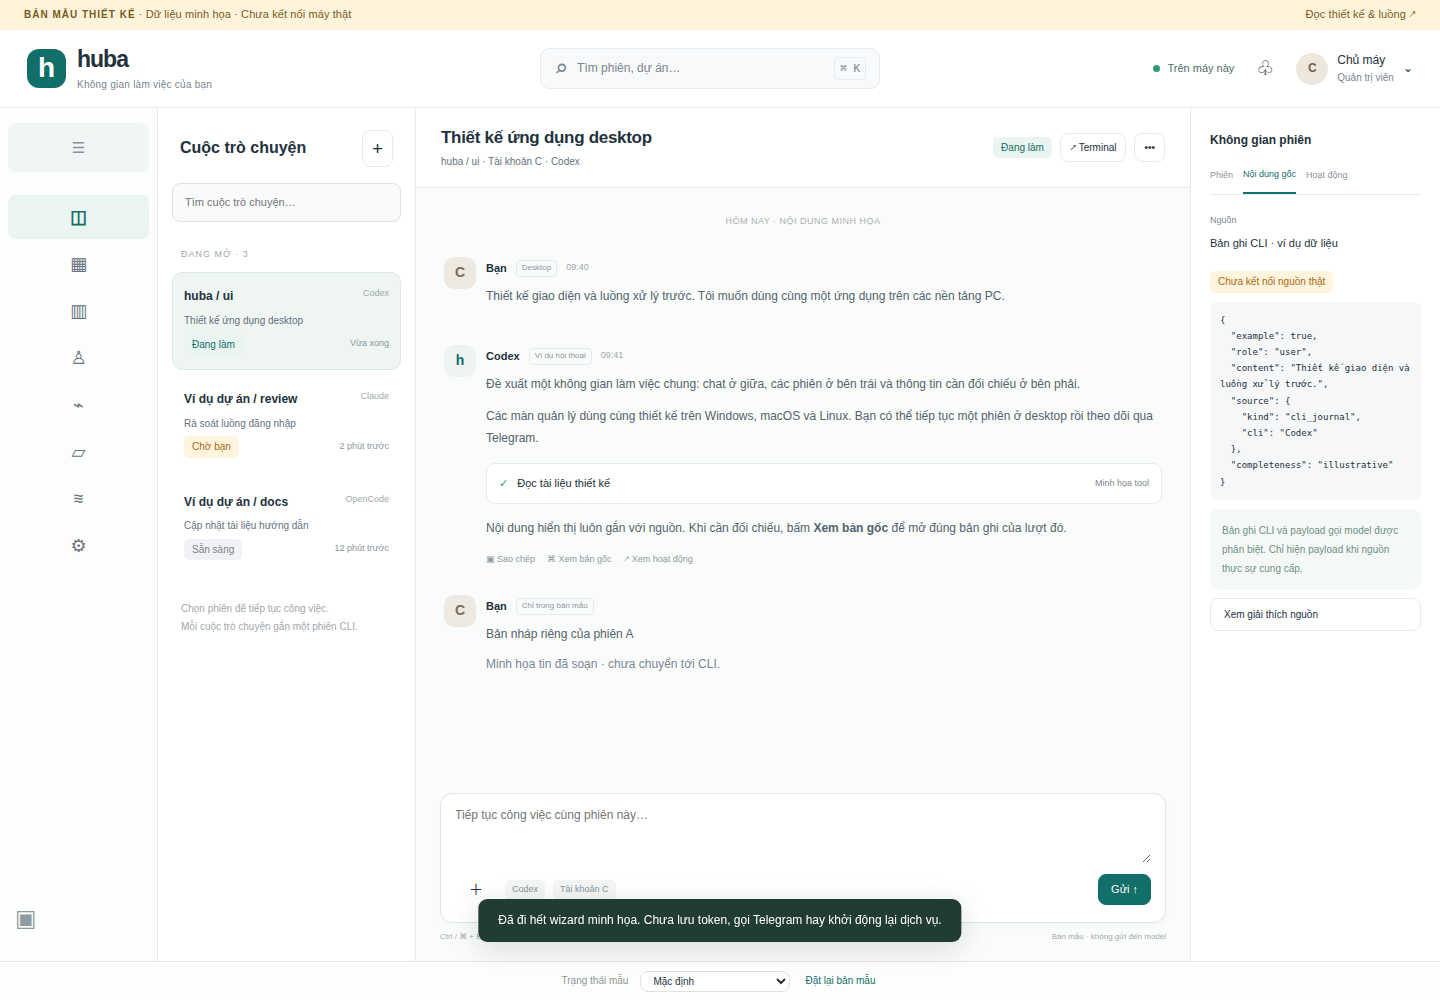 BẢN MẪU THIẾT KẾ · Dữ liệu minh họa · Chưa kết nối máy thật
Đọc thiết kế & luồng ↗
h
huba
Không gian làm việc của bạn
Tìm phiên, dự án…
⌘ K
Trên máy này
C
Chủ máy
Quản trị viên
Cuộc trò chuyện
+
Tìm cuộc trò chuyện…
ĐANG MỞ · 3
huba / ui
Codex
Thiết kế ứng dụng desktop
Đang làm
Vừa xong
Ví dụ dự án / review
Claude
Rà soát luồng đăng nhập
Chờ bạn
2 phút trước
Ví dụ dự án / docs
OpenCode
Cập nhật tài liệu hướng dẫn
Sẵn sàng
12 phút trước
Chọn phiên để tiếp tục công việc.
Mỗi cuộc trò chuyện gắn một phiên CLI.
Thiết kế ứng dụng desktop
huba / ui · Tài khoản C · Codex
Đang làm
↗ Terminal
•••
HÔM NAY · NỘI DUNG MINH HỌA
C
Bạn
Desktop
09:40
Thiết kế giao diện và luồng xử lý trước. Tôi muốn dùng cùng một ứng dụng trên các nền tảng PC.
h
Codex
Ví dụ hội thoại
09:41
Đề xuất một không gian làm việc chung: chat ở giữa, các phiên ở bên trái và thông tin cần đối chiếu ở bên phải.
Các màn quản lý dùng cùng thiết kế trên Windows, macOS và Linux. Bạn có thể tiếp tục một phiên ở desktop rồi theo dõi qua
Telegram.
✓ Đọc tài liệu thiết kế
Minh họa tool
Nội dung hiển thị luôn gắn với nguồn. Khi cần đối chiếu, bấm Xem bản gốc để mở đúng bản ghi của lượt đó.
▣ Sao chép
⌘ Xem bản gốc
↗ Xem hoạt động
C
Bạn
Chỉ trong bản mẫu
Bản nháp riêng của phiên A
Minh họa tin đã soạn · chưa chuyển tới CLI.
Tiếp tục công việc cùng phiên này…
+
Codex
Tài khoản C
Gửi ↑
Đã đi hết wizard minh họa. Chưa lưu token, gọi Telegram hay khởi động lại dịch vụ.
Ctrl / ⌘ +
Bản mẫu · không gửi đến model
Không gian phiên
Phiên
Nội dung gốc
Hoạt động
Nguồn
Bản ghi CLI · ví dụ dữ liệu
Chưa kết nối nguồn thật
{
"example": true,
"role": "user",
"content": "Thiết kế giao diện và
luồng xử lý trước.",
"source": {
"kind": "cli_journal",
"cli": "Codex"
},
"completeness": "illustrative"
}
Bản ghi CLI và payload gọi model được
phân biệt. Chỉ hiện payload khi nguồn
thực sự cung cấp.
Xem giải thích nguồn
Trạng thái mẫu
Mặc định
Đặt lại bản mẫu